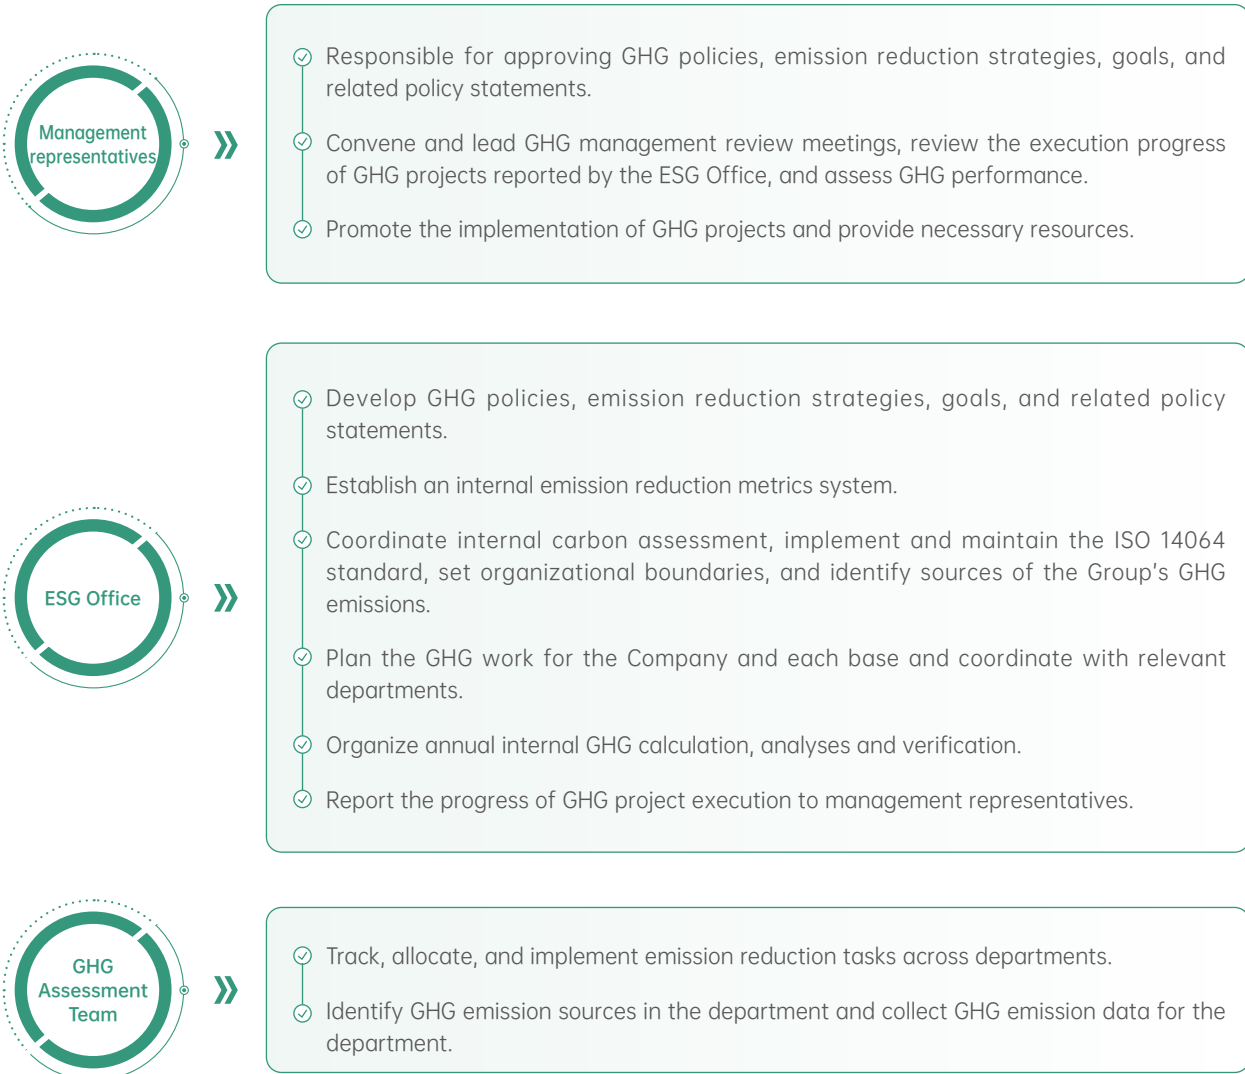 Management
representatives
Responsible for approving GHG policies, emission reduction strategies, goals, and
related policy statements.
Convene and lead GHG management review meetings, review the execution progress
of GHG projects reported by the ESG Office, and assess GHG performance.
Promote the implementation of GHG projects and provide necessary resources.
ESG Office
Develop GHG policies, emission reduction strategies, goals, and related policy
statements.
Establish an internal emission reduction metrics system.
Coordinate internal carbon assessment, implement and maintain the ISO 14064
standard, set organizational boundaries, and identify sources of the Group's GHG
emissions.
Plan the GHG work for the Company and each base and coordinate with relevant
departments.
Organize annual internal GHG calculation, analyses and verification.
Report the progress of GHG project execution to management representatives.
GHG
Assessment
Team
Track, allocate, and implement emission reduction tasks across departments.
Identify GHG emission sources in the department and collect GHG emission data for the
department.